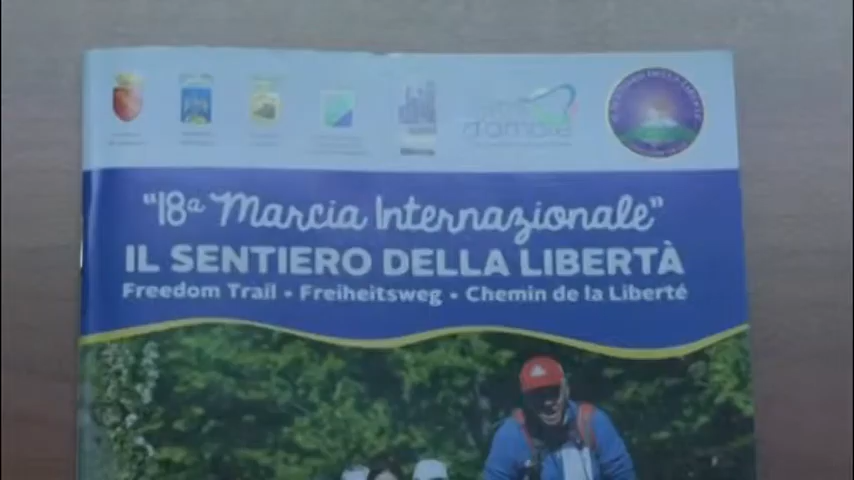 "18ª Marcia Internazionale"
IL SENTIERO DELLA LIBERTÀ
Freedom Trail • Freiheitsweg • Chemin de la Liberté